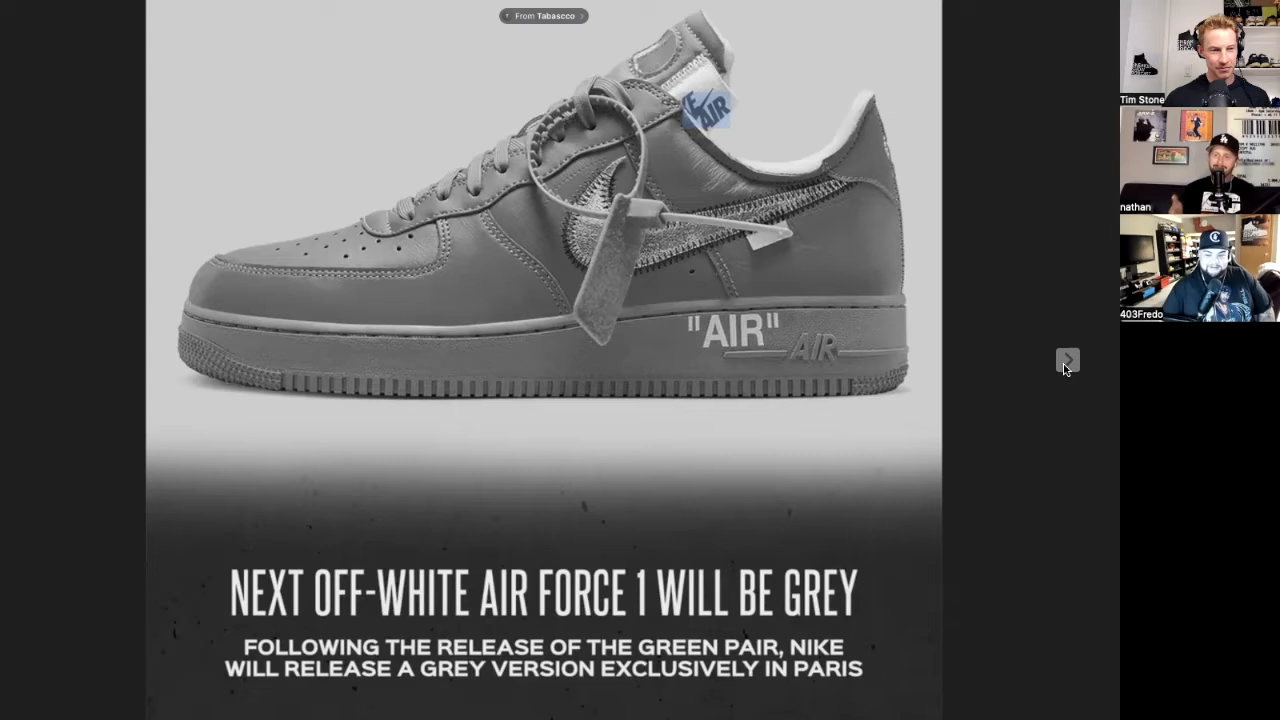 From Tabascco
AIR
"AIR"
AIR
NEXT OFF-WHITE AIR FORCE 1 WILL BE GREY
FOLLOWING THE RELEASE OF THE GREEN PAIR, NIKE
WILL RELEASE A GREY VERSION EXCLUSIVELY IN PARIS
Tim Stone
nathan
403Fredo